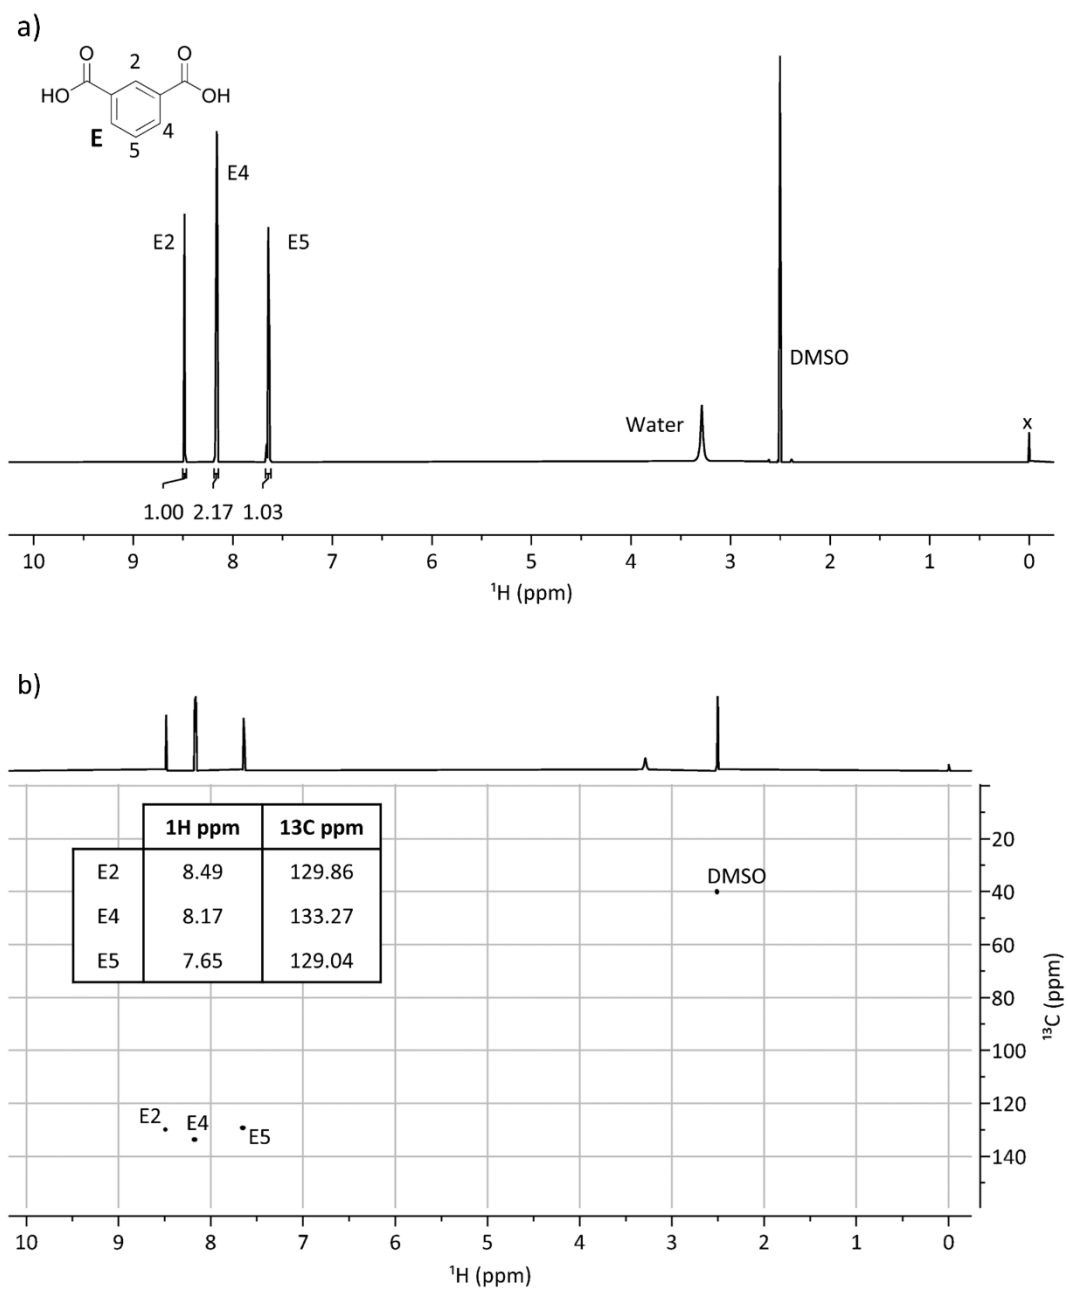 a)
O 2 O
HO OH
E 4
5
E4
E2 E5
DMSO
Water x
1.00 2.17 1.03
10 9 8 7 6 5 4 3 2 1 0
¹H (ppm)
b)
1H ppm 13C ppm
E2 8.49 129.86
E4 8.17 133.27
E5 7.65 129.04
DMSO
20
40
60
80
100
120
140
¹³C (ppm)
E2 E4 E5
10 9 8 7 6 5 4 3 2 1 0
¹H (ppm)